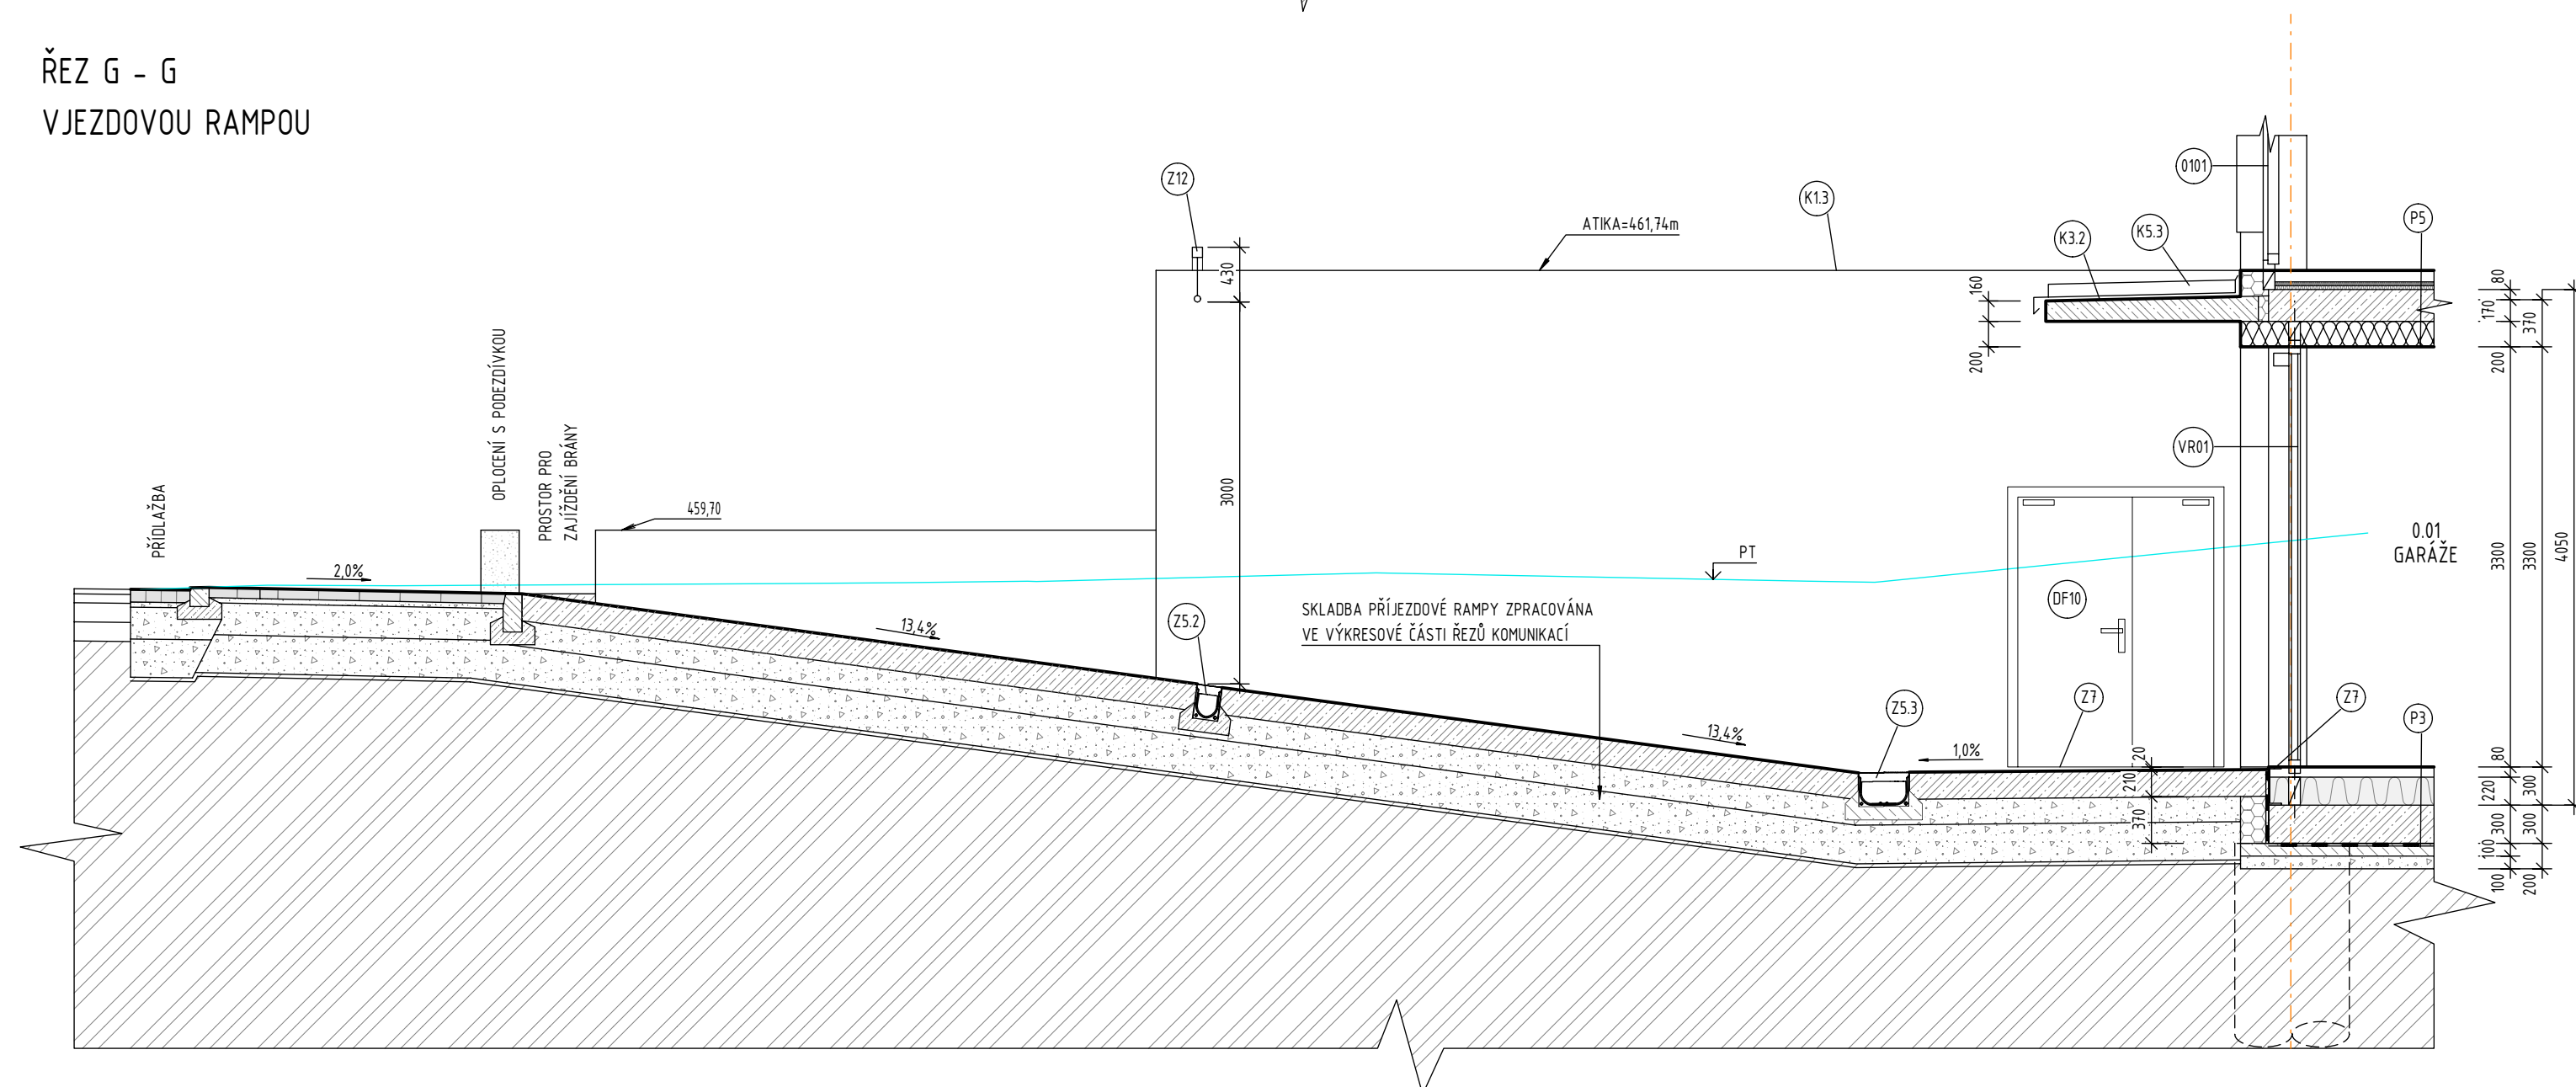 ŘEZ G - G
VJEZDOVOU RAMPOU
Z12
ATIKA=461,74m
K1.3
0101
K3.2
K5.3
P5
430
160
200
80
170
370
200
OPLOCENÍ S PODEZDÍVKOU
PROSTOR PRO
ZAJÍŽDĚNÍ BRÁNY
PŘÍDLAŽBA
459,70
3000
VR01
PT
0.01
GARÁŽE
3300
3300
4050
2,0%
13,4%
Z5.2
SKLADBA PŘÍJEZDOVÉ RAMPY ZPRACOVÁNA
VE VÝKRESOVÉ ČÁSTI ŘEZŮ KOMUNIKACÍ
DF10
13,4%
Z5.3
1,0%
Z7
Z7
P3
20
210
370
80
220
300
300
300
100
100
200